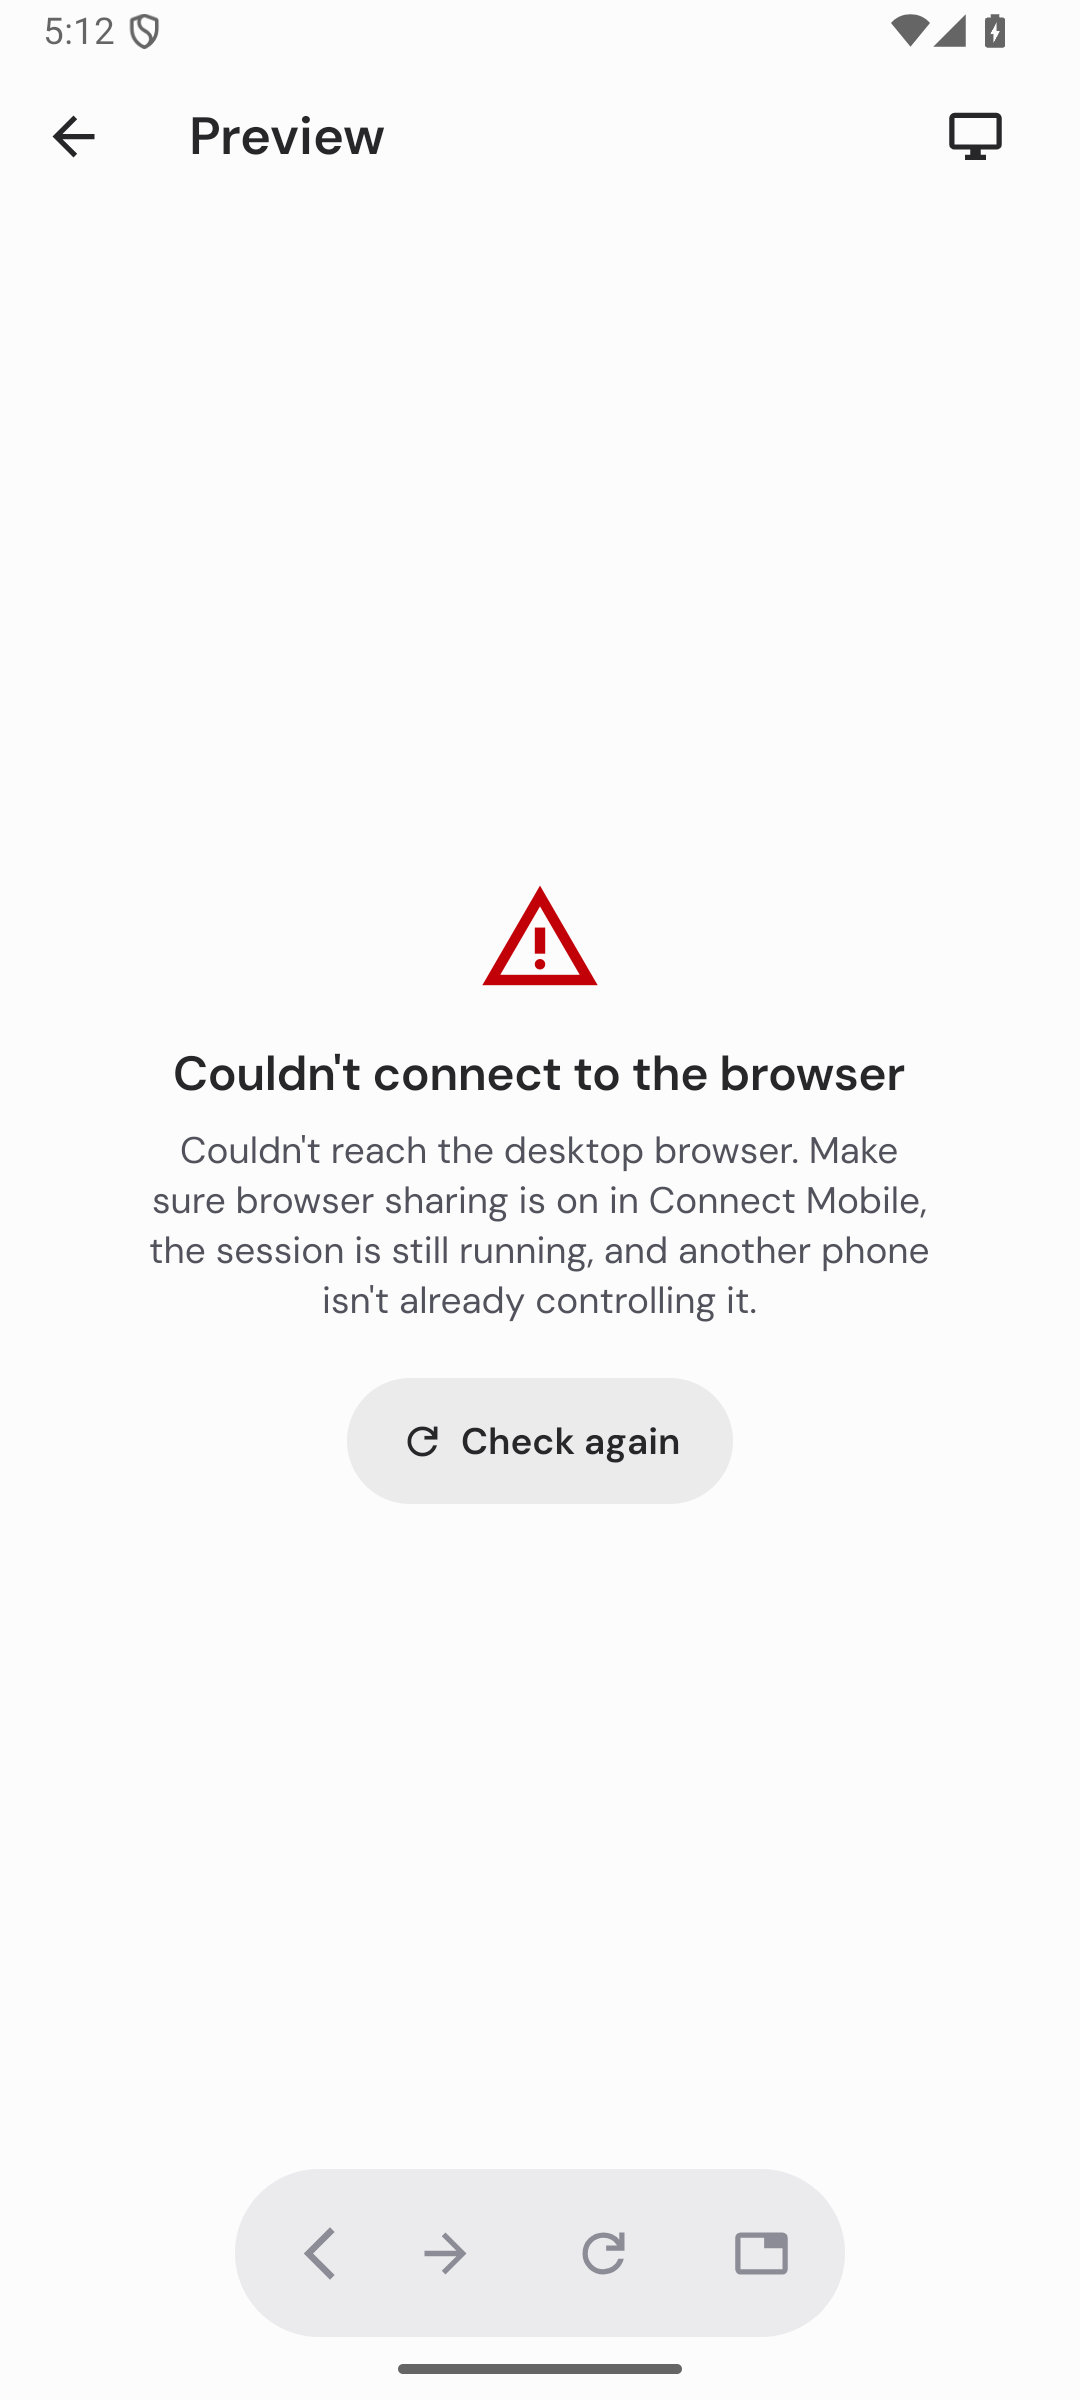 5:12
Preview
Couldn't connect to the browser
Couldn't reach the desktop browser. Make
sure browser sharing is on in Connect Mobile,
the session is still running, and another phone
isn't already controlling it.
Check again